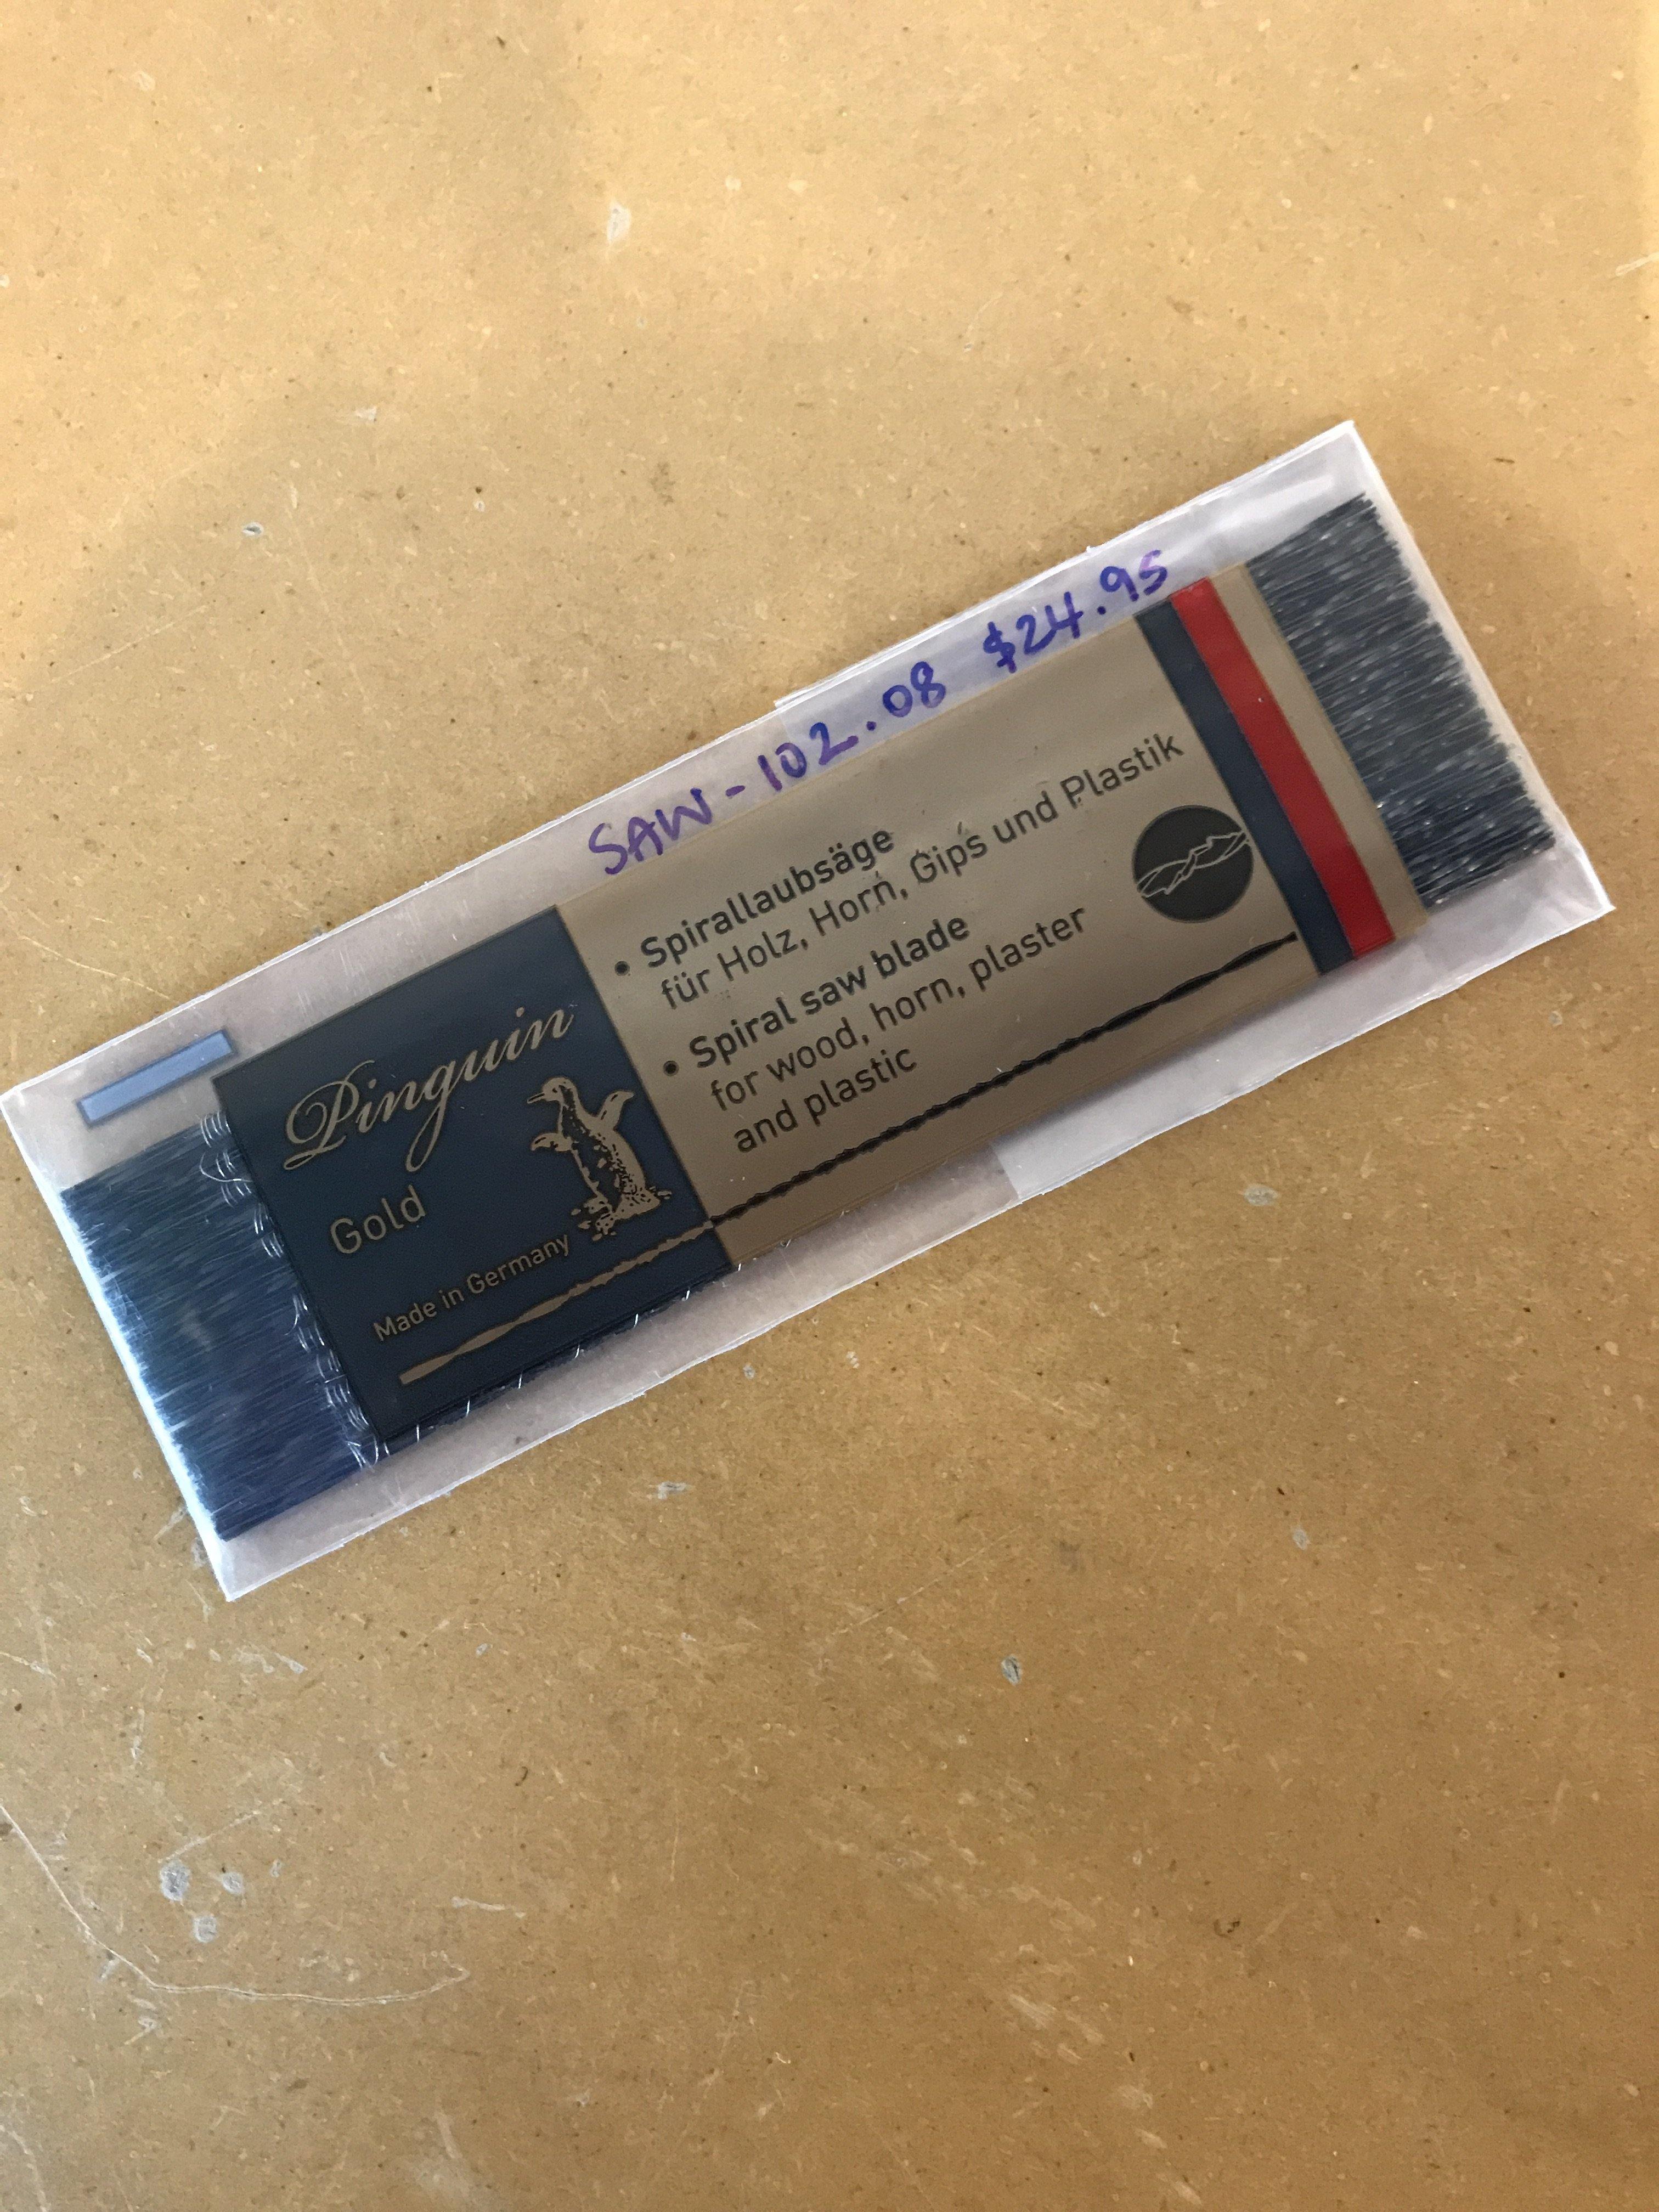 SAW-102.08 $24.95
Pinguin
Gold
Made in Germany
• Spirallaubsäge
für Holz, Horn, Gips und Plastik
• Spiral saw blade
for wood, horn, plaster
and plastic